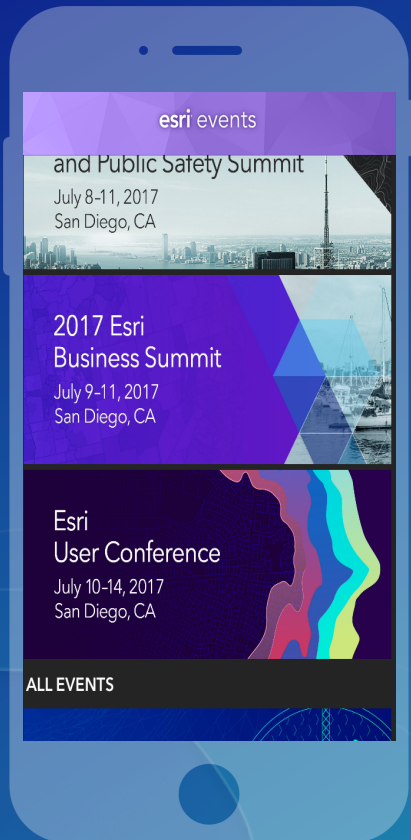 esri events
and Public Safety Summit
July 8-11, 2017
San Diego, CA
2017 Esri
Business Summit
July 9-11, 2017
San Diego, CA
Esri
User Conference
July 10-14, 2017
San Diego, CA
ALL EVENTS